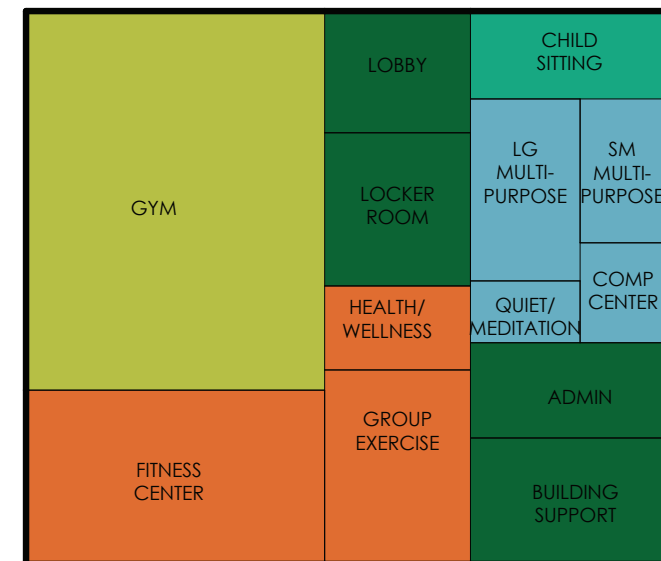 GYM
FITNESS
CENTER
LOBBY
LOCKER
ROOM
HEALTH/
WELLNESS
GROUP
EXERCISE
CHILD
SITTING
LG
MULTI-
PURPOSE
SM
MULTI-
PURPOSE
QUIET/
MEDITATION
COMP
CENTER
ADMIN
BUILDING
SUPPORT